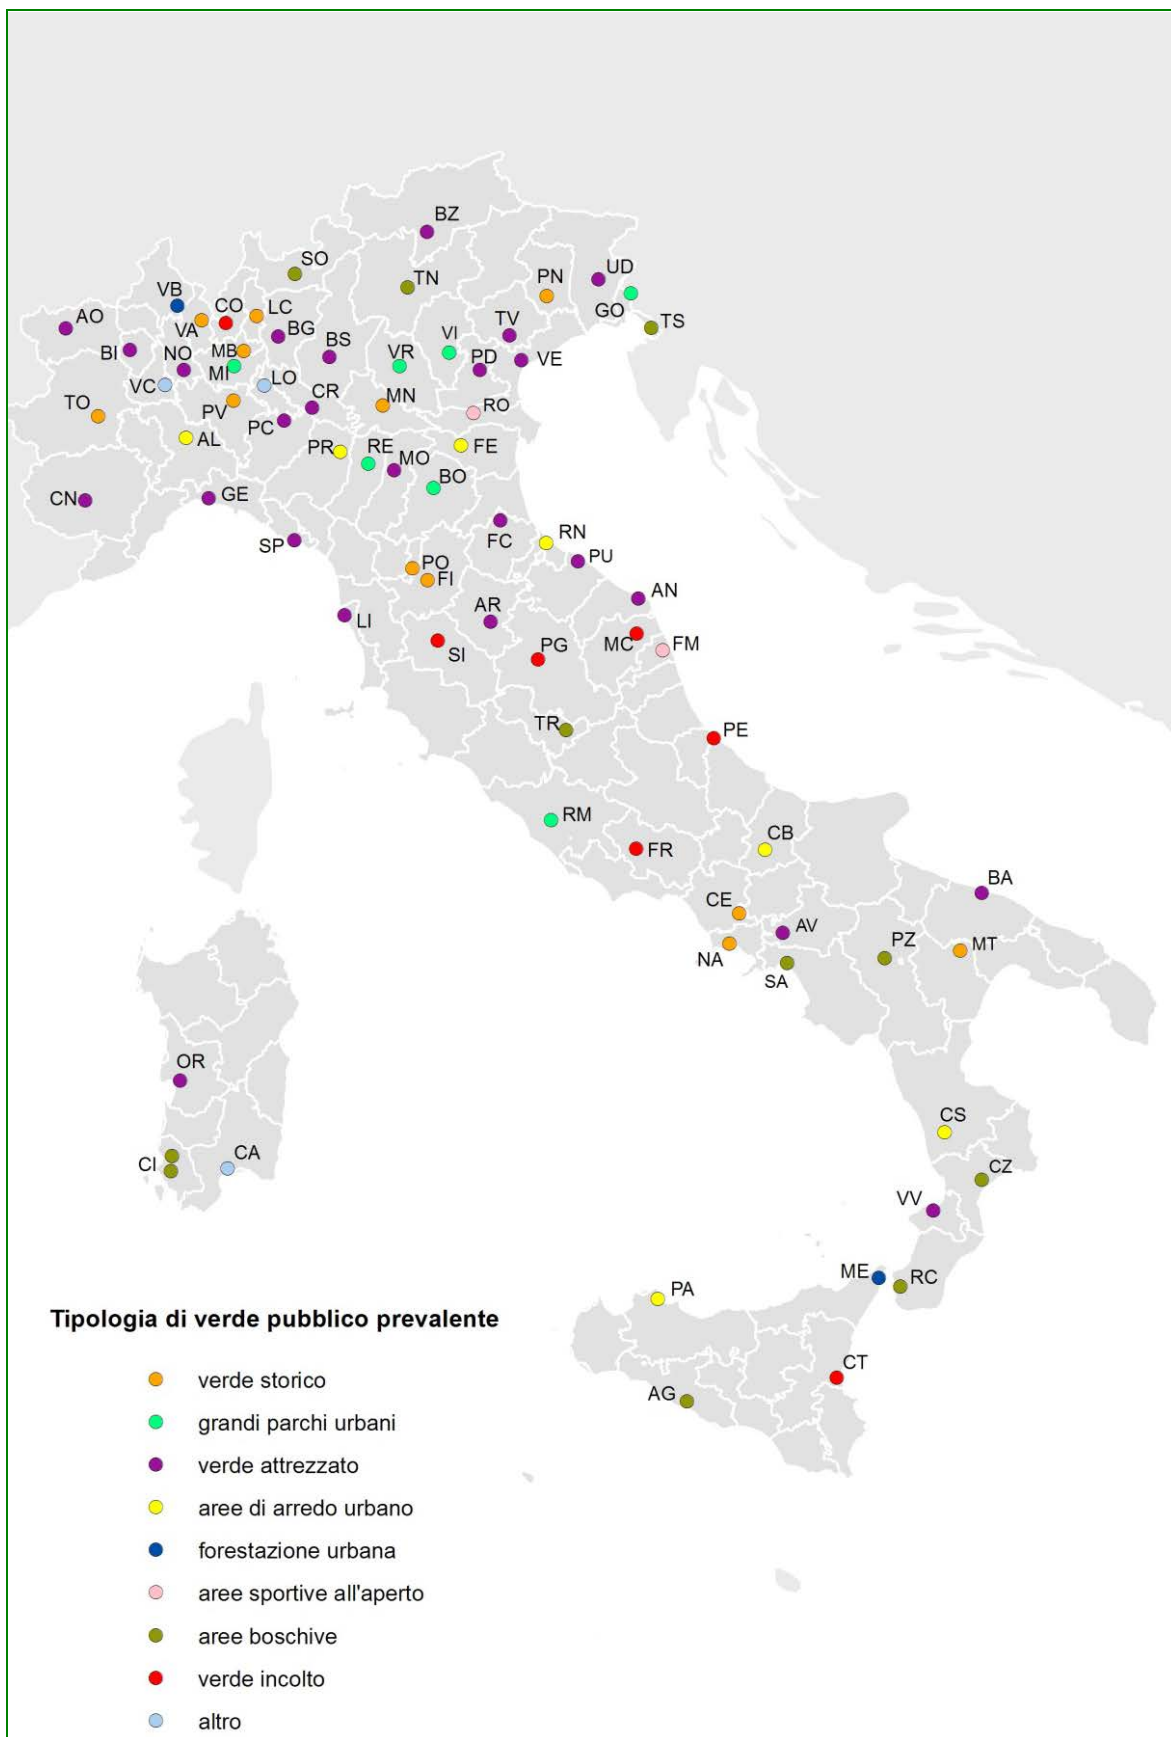 BZ
SO
TN
PN
UD
VB
CO
LC
GO
AO
VA
BG
BS
TV
VI
TS
BI
NO
MB
MI
VR
PD
VE
VC
LO
CR
MN
RO
TO
PV
PC
AL
PR
RE
MO
FE
BO
CN
GE
SP
FC
RN
PU
PO
FI
AN
LI
AR
SI
PG
MC
FM
TR
PE
RM
FR
CB
BA
CE
AV
NA
SA
PZ
MT
OR
CS
CI
CA
CZ
VV
ME
RC
PA
CT
AG
Tipologia di verde pubblico prevalente
verde storico
grandi parchi urbani
verde attrezzato
aree di arredo urbano
forestazione urbana
aree sportive all'aperto
aree boschive
verde incolto
altro